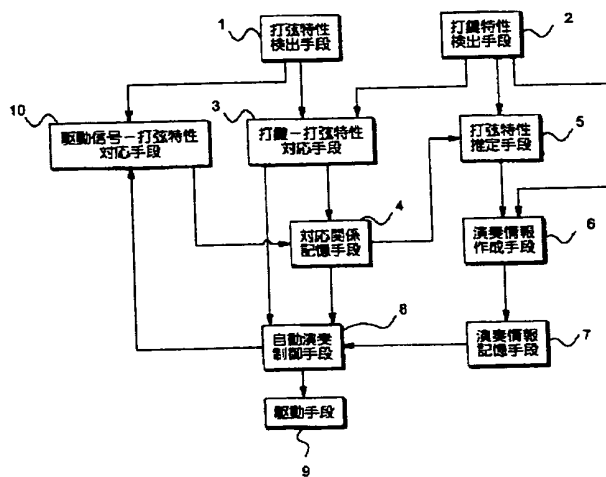 1
打弦特性
検出手段
打鍵特性
検出手段
2
10
駆動信号−打弦特性
対応手段
3
打鍵−打弦特性
対応手段
打弦特性
推定手段
5
4
対応関係
記憶手段
演奏情報
作成手段
6
8
自動演奏
制御手段
演奏情報
記憶手段
7
駆動手段
9